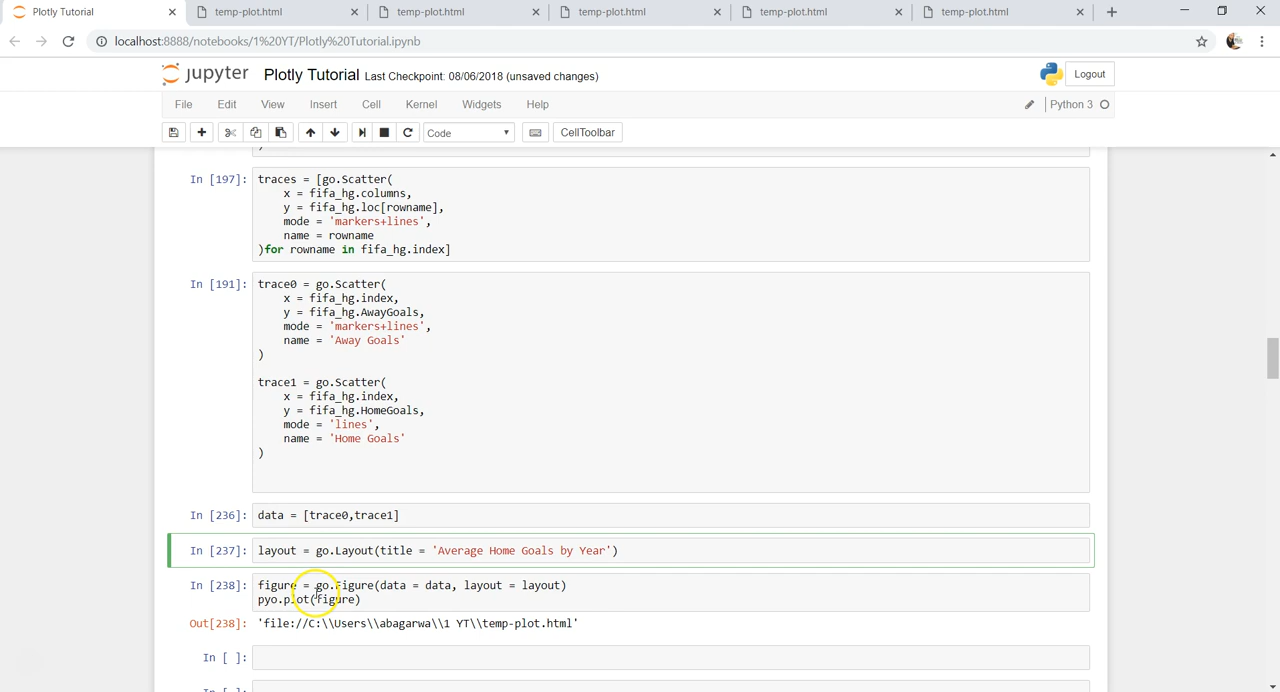 Plotly Tutorial
temp-plot.html
temp-plot.html
temp-plot.html
temp-plot.html
temp-plot.html
localhost:8888/notebooks/1%20YT/Plotly%20Tutorial.ipynb
jupyter Plotly Tutorial Last Checkpoint: 08/06/2018 (unsaved changes)
Logout
File Edit View Insert Cell Kernel Widgets Help
Python 3
Code
CellToolbar
)
In [197]:
traces = [go.Scatter(
x = fifa_hg.columns,
y = fifa_hg.loc[rowname],
mode = 'markers+lines',
name = rowname
)for rowname in fifa_hg.index]
In [191]:
trace0 = go.Scatter(
x = fifa_hg.index,
y = fifa_hg.AwayGoals,
mode = 'markers+lines',
name = 'Away Goals'
)
trace1 = go.Scatter(
x = fifa_hg.index,
y = fifa_hg.HomeGoals,
mode = 'lines',
name = 'Home Goals'
)
In [236]:
data = [trace0,trace1]
In [237]:
layout = go.Layout(title = 'Average Home Goals by Year')
In [238]:
figure = go.Figure(data = data, layout = layout)
pyo.plot(figure)
Out[238]:
'file://C:\\Users\\abagarwa\\1 YT\\temp-plot.html'
In [ ]:
In [ ]: